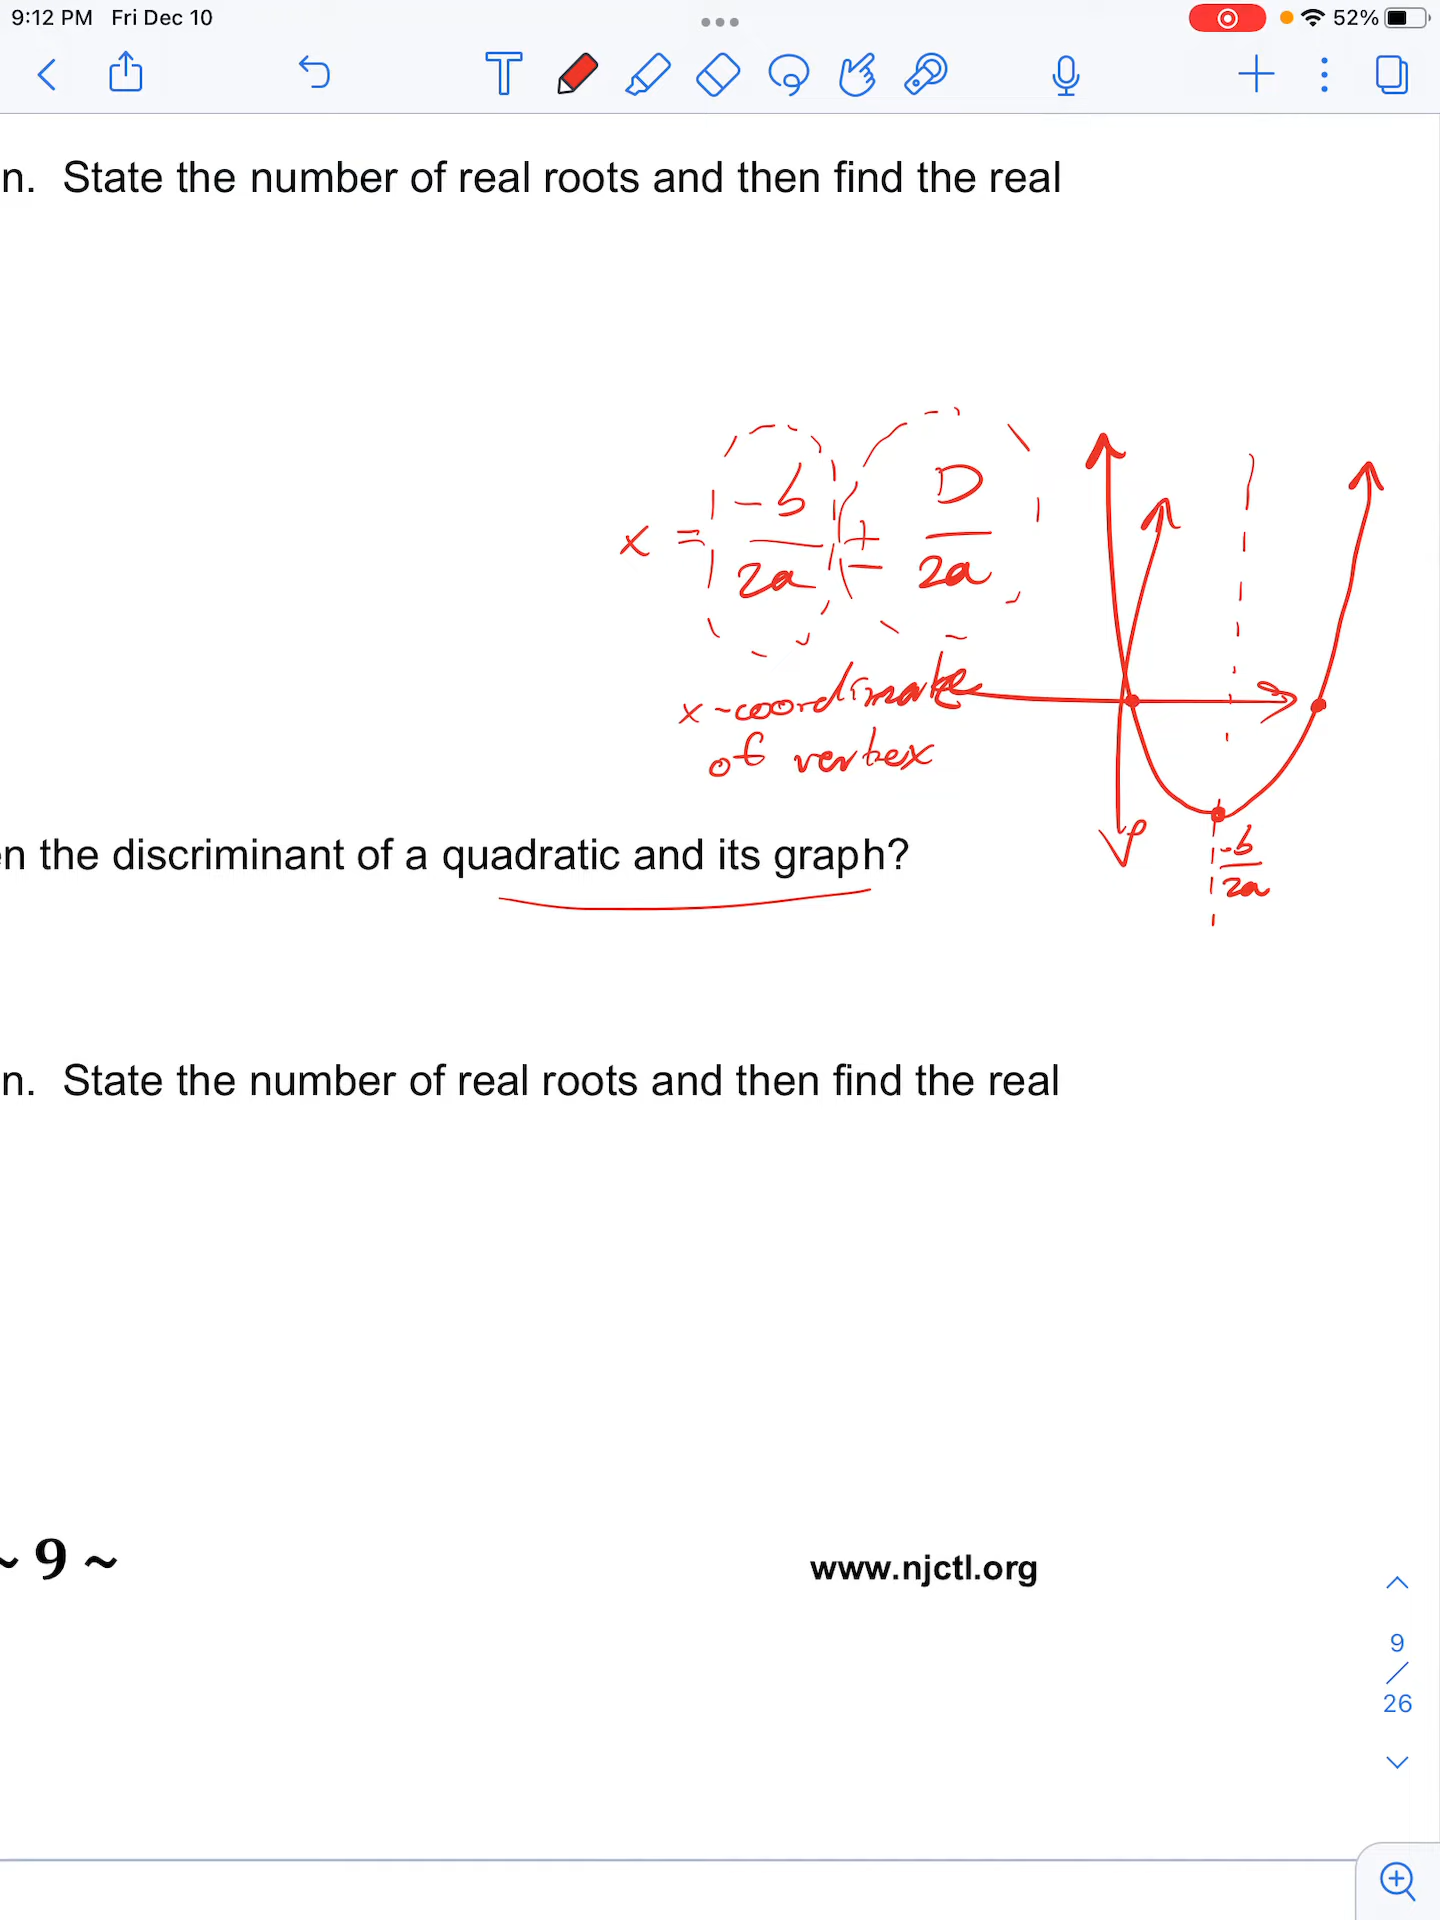 9:12 PM Fri Dec 10
52%
n. State the number of real roots and then find the real
x = -b/2a ± D/2a
x-coordinate
of vertex
-b/2a
en the discriminant of a quadratic and its graph?
n. State the number of real roots and then find the real
~ 9 ~
www.njctl.org
9
/
26